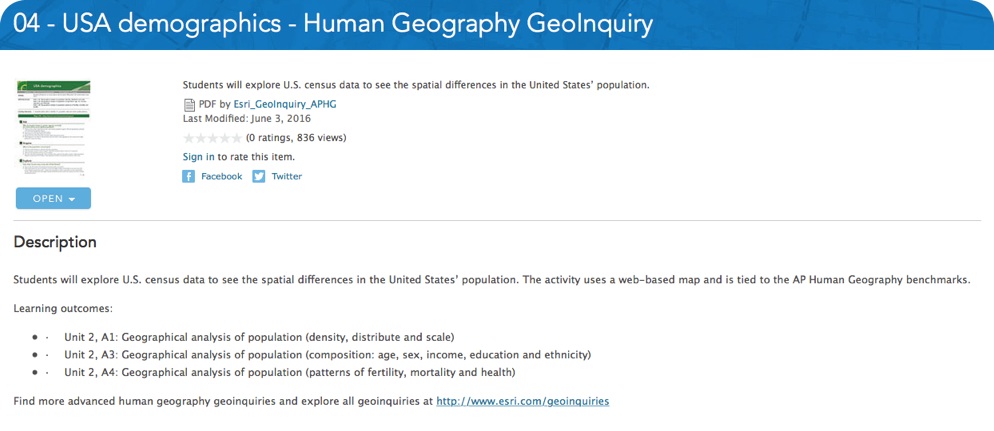 04 - USA demographics - Human Geography GeoInquiry
USA demographics
Students will explore U.S. census data to see the spatial differences in the United States' population.
PDF by Esri_GeoInquiry_APHG
Last Modified: June 3, 2016
(0 ratings, 836 views)
Sign in to rate this item.
Facebook Twitter
OPEN
Description
Students will explore U.S. census data to see the spatial differences in the United States' population. The activity uses a web-based map and is tied to the AP Human Geography benchmarks.
Learning outcomes:
• · Unit 2, A1: Geographical analysis of population (density, distribute and scale)
• · Unit 2, A3: Geographical analysis of population (composition: age, sex, income, education and ethnicity)
• · Unit 2, A4: Geographical analysis of population (patterns of fertility, mortality and health)
Find more advanced human geography geoinquiries and explore all geoinquiries at http://www.esri.com/geoinquiries